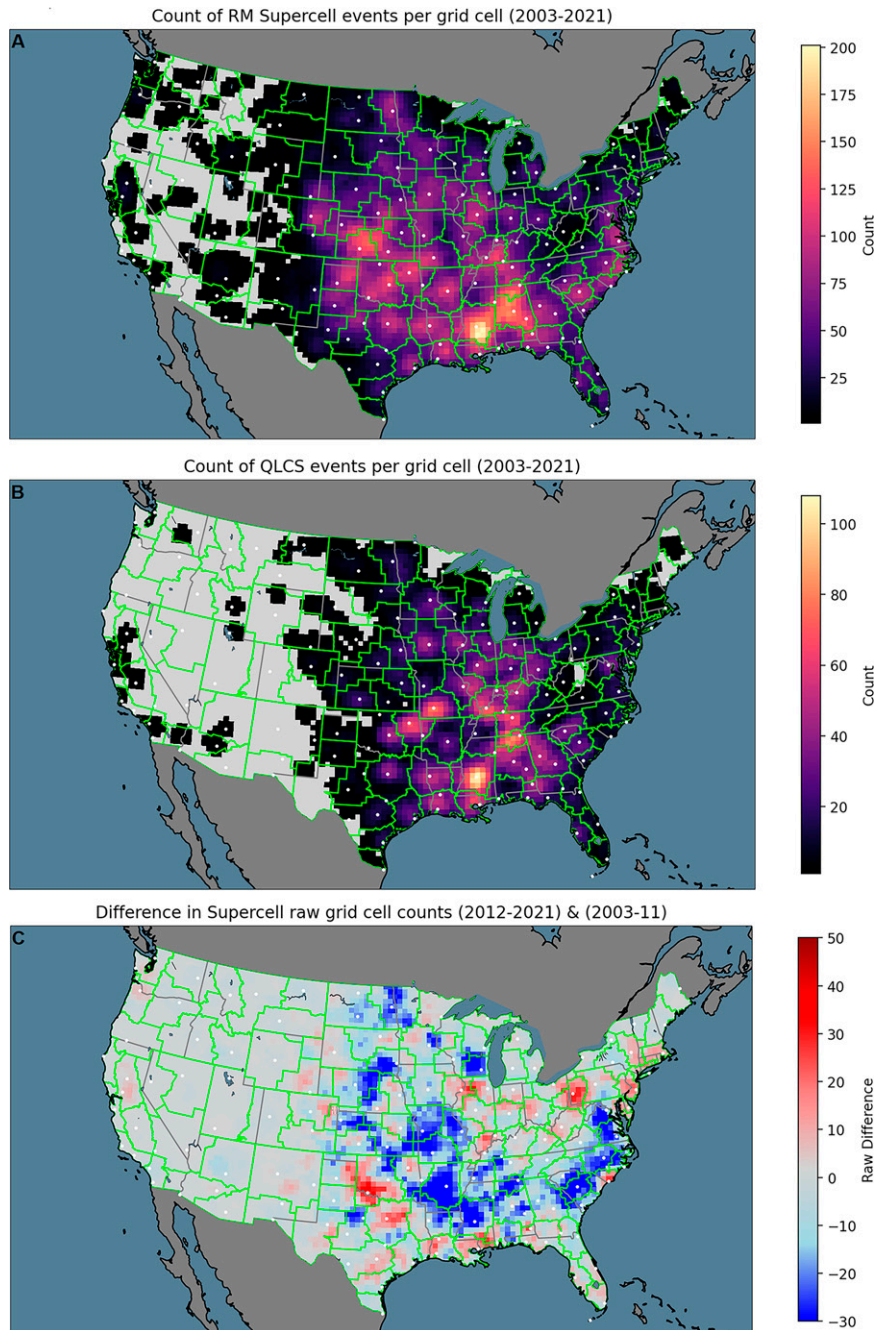 Count of RM Supercell events per grid cell (2003-2021)
A
200
175
150
125
100
75
50
25
Count
Count of QLCS events per grid cell (2003-2021)
B
100
80
60
40
20
Count
Difference in Supercell raw grid cell counts (2012-2021) & (2003-11)
C
50
40
30
20
10
0
−10
−20
−30
Raw Difference